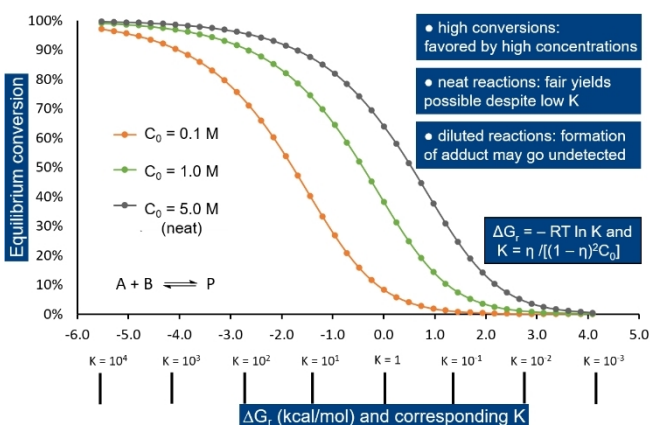 100%
90%
80%
70%
60%
50%
40%
30%
20%
10%
0%
Equilibrium conversion
● high conversions:
favored by high concentrations
● neat reactions: fair yields
possible despite low K
● diluted reactions: formation
of adduct may go undetected
C₀ = 0.1 M
C₀ = 1.0 M
C₀ = 5.0 M
(neat)
A + B ⇌ P
ΔGᵣ = – RT ln K and
K = η /[(1 – η)²C₀]
-6.0 -5.0 -4.0 -3.0 -2.0 -1.0 0.0 1.0 2.0 3.0 4.0 5.0
K = 10⁴ K = 10³ K = 10² K = 10¹ K = 1 K = 10⁻¹ K = 10⁻² K = 10⁻³
ΔGᵣ (kcal/mol) and corresponding K